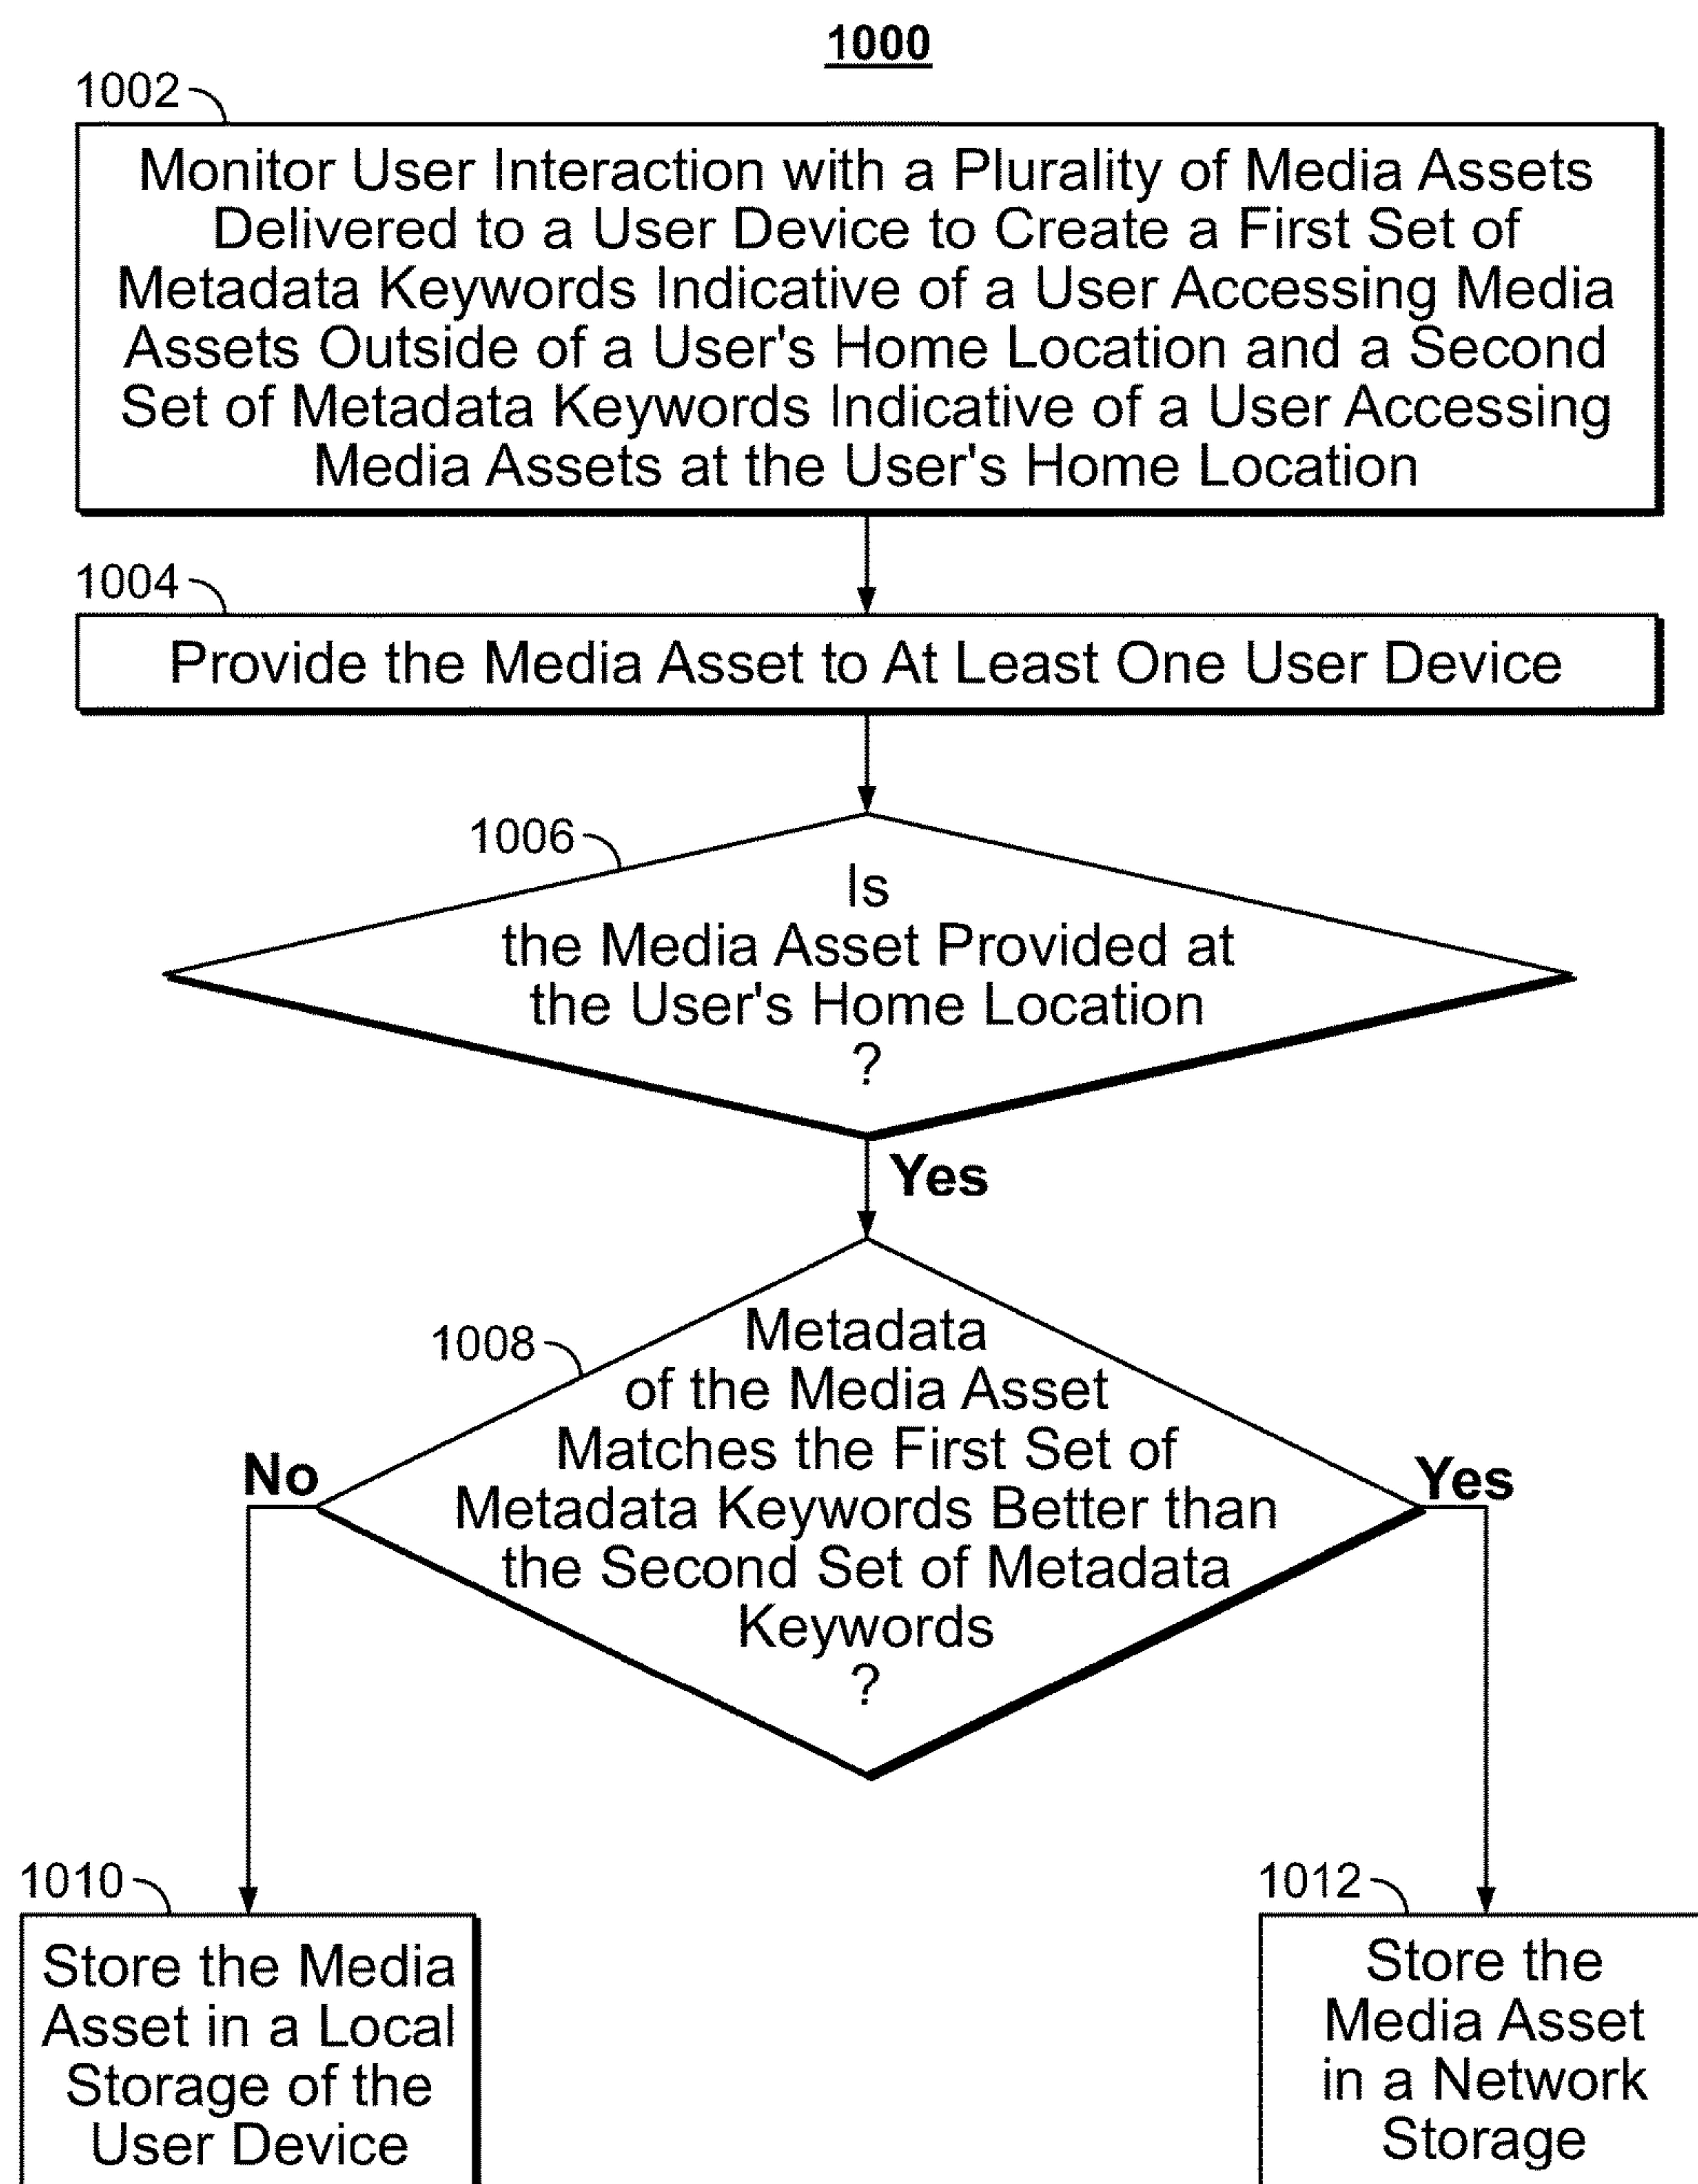 1000
1002
Monitor User Interaction with a Plurality of Media Assets
Delivered to a User Device to Create a First Set of
Metadata Keywords Indicative of a User Accessing Media
Assets Outside of a User's Home Location and a Second
Set of Metadata Keywords Indicative of a User Accessing
Media Assets at the User's Home Location
1004
Provide the Media Asset to At Least One User Device
1006
Is
the Media Asset Provided at
the User's Home Location
?
Yes
1008
Metadata
of the Media Asset
Matches the First Set of
Metadata Keywords Better than
the Second Set of Metadata
Keywords
?
No
Yes
1010
Store the Media
Asset in a Local
Storage of the
User Device
1012
Store the
Media Asset
in a Network
Storage